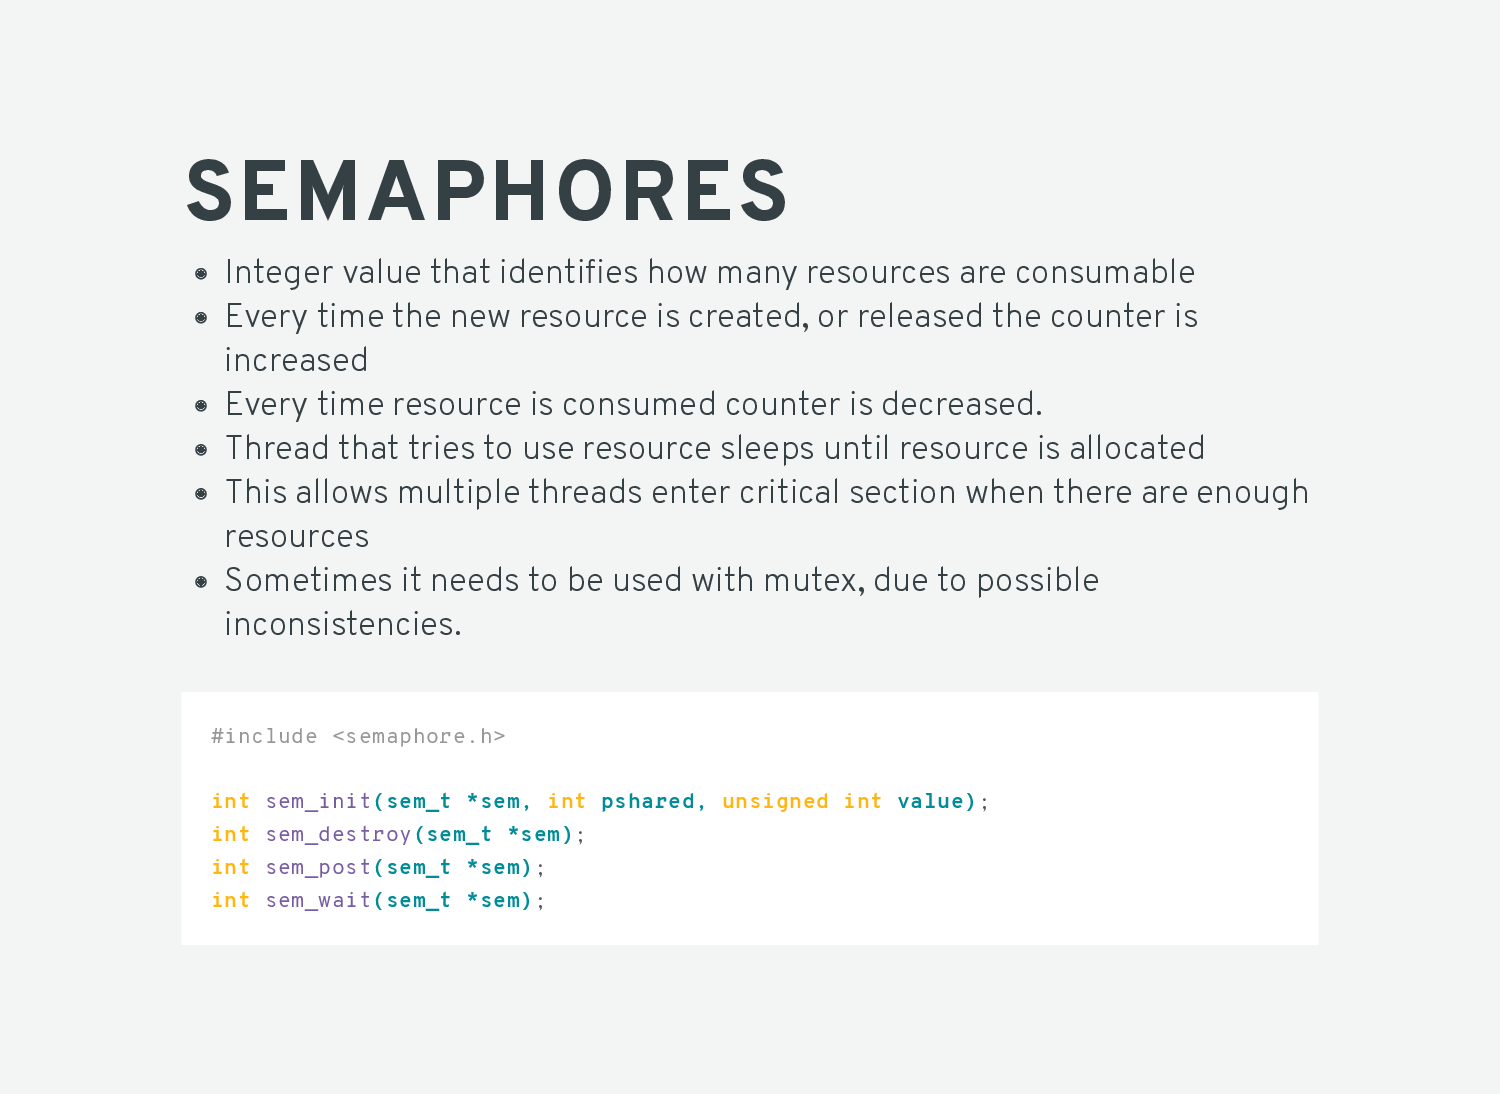 SEMAPHORES
Integer value that identifies how many resources are consumable
Every time the new resource is created, or released the counter is
increased
Every time resource is consumed counter is decreased.
Thread that tries to use resource sleeps until resource is allocated
This allows multiple threads enter critical section when there are enough
resources
Sometimes it needs to be used with mutex, due to possible
inconsistencies.
#include <semaphore.h>
int sem_init(sem_t *sem, int pshared, unsigned int value);
int sem_destroy(sem_t *sem);
int sem_post(sem_t *sem);
int sem_wait(sem_t *sem);